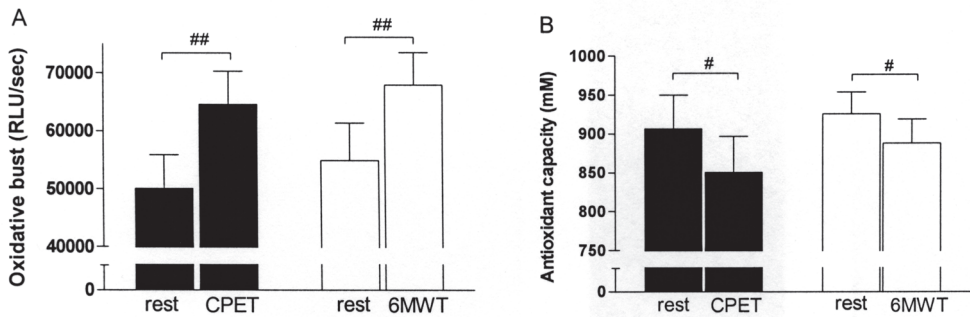 A
Oxidative bust (RLU/sec)
70000
60000
50000
40000
0
##
##
rest CPET rest 6MWT
B
Antioxidant capacity (mM)
1000
950
900
850
800
750
0
#
#
rest CPET rest 6MWT